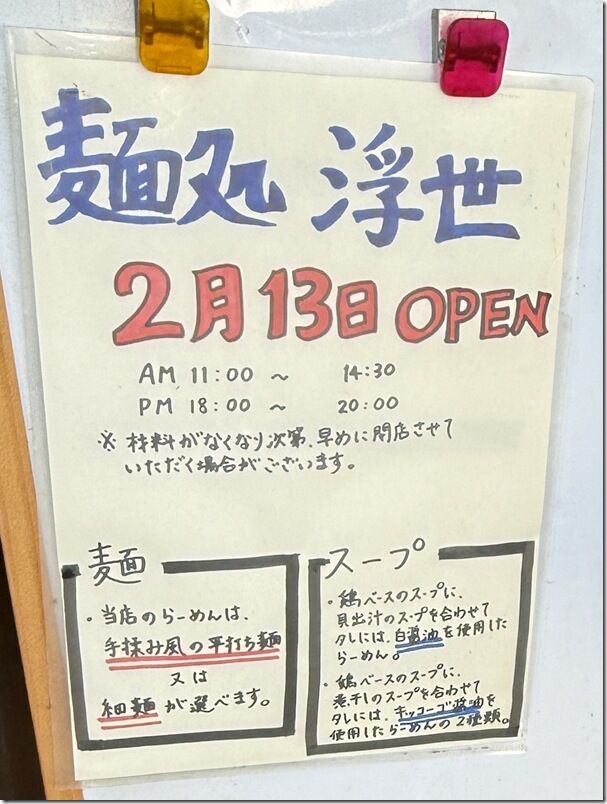 麺処 浮世
2月13日 OPEN
AM 11:00 ~ 14:30
PM 18:00 ~ 20:00
※ 材料がなくなり次第、早めに閉店させて
いただく場合がございます。
麺
・当店のらーめんは、
手揉み風の平打ち麺
又は
細麺が選べます。
スープ
・鶏ベースのスープに、
貝出汁のスープを合わせて
タレには、白醤油を使用した
らーめん。
・鶏ベースのスープに、
煮干しのスープを合わせて
タレには、キッコーゴ醤油を
使用したらーめんの2種類。